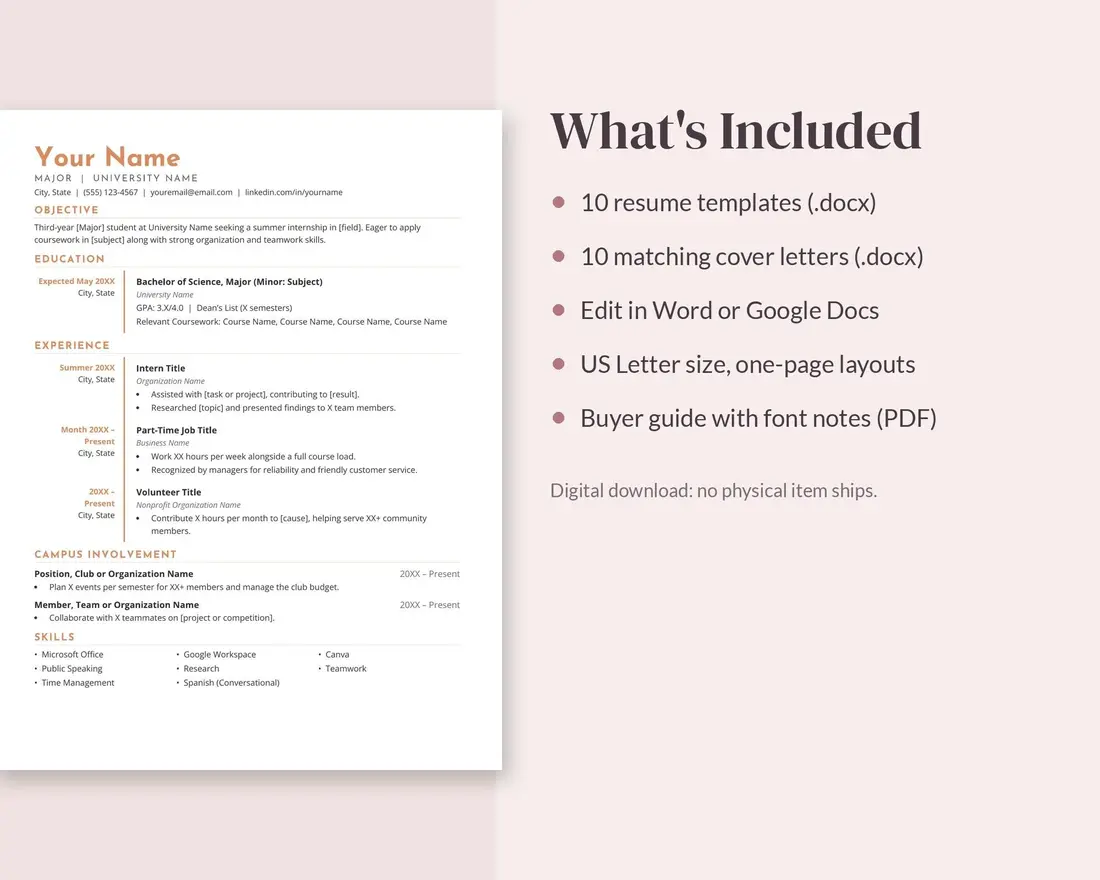 Your Name
MAJOR | UNIVERSITY NAME
City, State | (555) 123-4567 | youremail@email.com | linkedin.com/in/yourname
OBJECTIVE
Third-year [Major] student at University Name seeking a summer internship in [field]. Eager to apply
coursework in [subject] along with strong organization and teamwork skills.
EDUCATION
Expected May 20XX
City, State
Bachelor of Science, Major (Minor: Subject)
University Name
GPA: 3.X/4.0 | Dean's List (X semesters)
Relevant Coursework: Course Name, Course Name, Course Name, Course Name
EXPERIENCE
Summer 20XX
City, State
Intern Title
Organization Name
• Assisted with [task or project], contributing to [result].
• Researched [topic] and presented findings to X team members.
Month 20XX –
Present
City, State
Part-Time Job Title
Business Name
• Work XX hours per week alongside a full course load.
• Recognized by managers for reliability and friendly customer service.
20XX –
Present
City, State
Volunteer Title
Nonprofit Organization Name
• Contribute X hours per month to [cause], helping serve XX+ community
members.
CAMPUS INVOLVEMENT
Position, Club or Organization Name 20XX – Present
• Plan X events per semester for XX+ members and manage the club budget.
Member, Team or Organization Name 20XX – Present
• Collaborate with X teammates on [project or competition].
SKILLS
• Microsoft Office • Google Workspace • Canva
• Public Speaking • Research • Teamwork
• Time Management • Spanish (Conversational)
What's Included
• 10 resume templates (.docx)
• 10 matching cover letters (.docx)
• Edit in Word or Google Docs
• US Letter size, one-page layouts
• Buyer guide with font notes (PDF)
Digital download: no physical item ships.